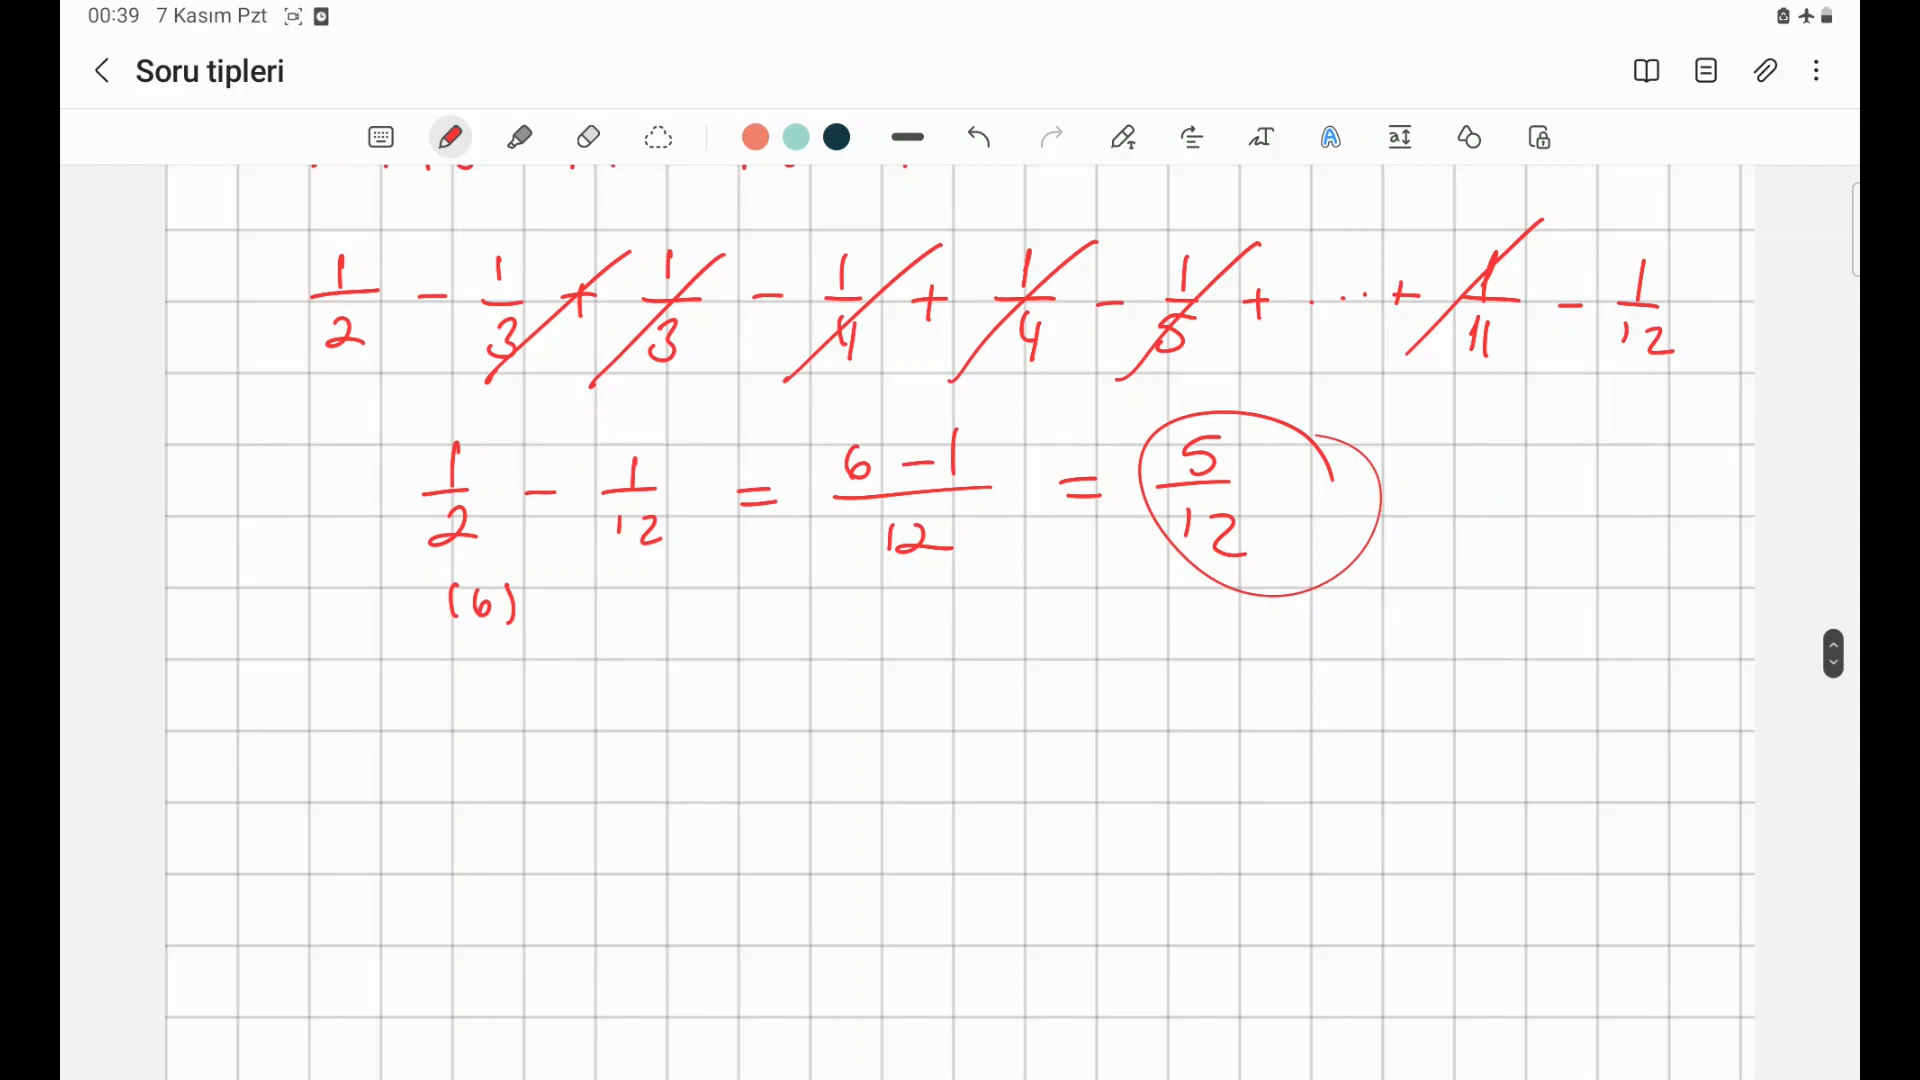 00:39 7 Kasım Pzt
Soru tipleri
1/2 - 1/3 + 1/3 - 1/4 + 1/4 - 1/5 + ... + 1/11 - 1/12
1/2 - 1/12 = 6-1/12 = 5/12
(6)